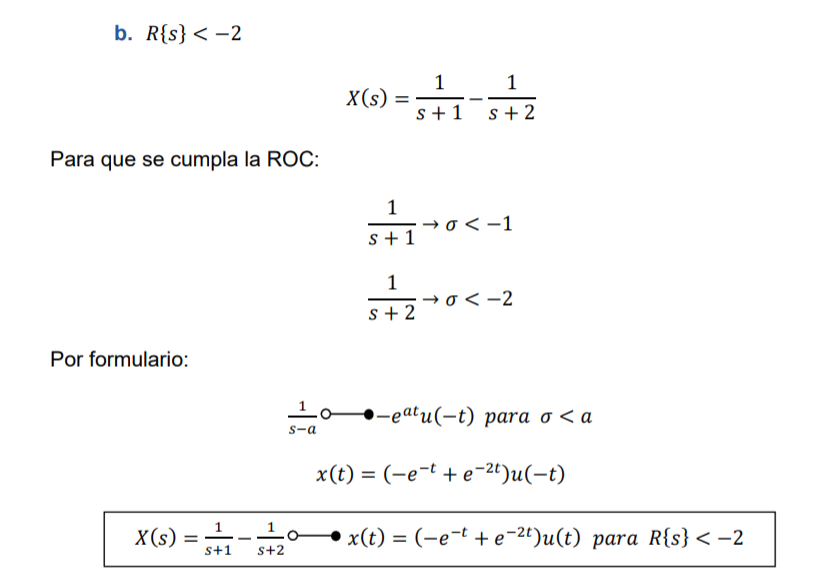 b. R{s} < −2
X(s) = 1/(s + 1) − 1/(s + 2)
Para que se cumpla la ROC:
1/(s + 1) → σ < −1
1/(s + 2) → σ < −2
Por formulario:
1/(s−a) ○—● −e^{at}u(−t) para σ < a
x(t) = (−e^{−t} + e^{−2t})u(−t)
X(s) = 1/(s+1) − 1/(s+2) ○—● x(t) = (−e^{−t} + e^{−2t})u(t) para R{s} < −2